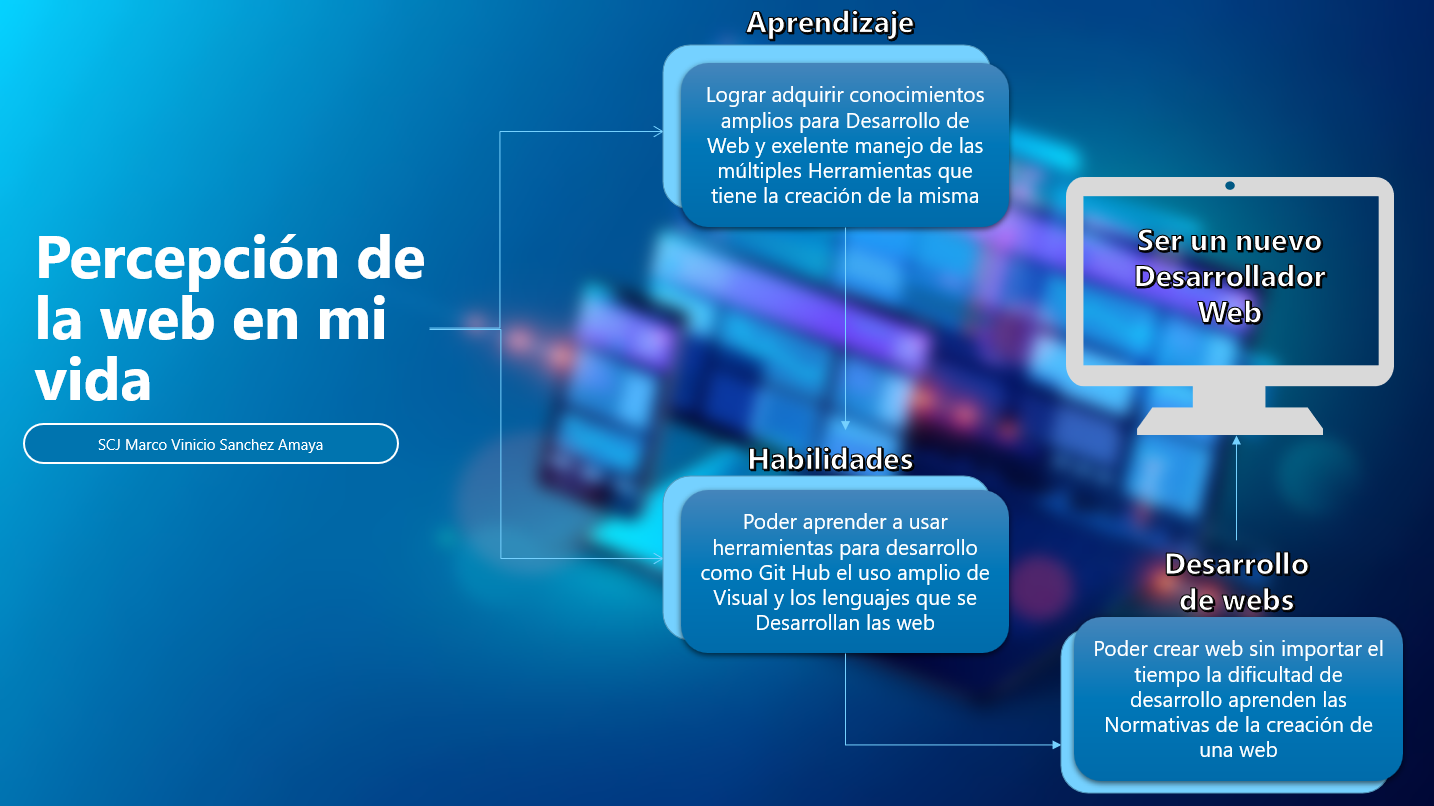 Percepción de
la web en mi
vida
SCJ Marco Vinicio Sanchez Amaya
Aprendizaje
Lograr adquirir conocimientos
amplios para Desarrollo de
Web y exelente manejo de las
múltiples Herramientas que
tiene la creación de la misma
Habilidades
Poder aprender a usar
herramientas para desarrollo
como Git Hub el uso amplio de
Visual y los lenguajes que se
Desarrollan las web
Desarrollo
de webs
Poder crear web sin importar el
tiempo la dificultad de
desarrollo aprenden las
Normativas de la creación de
una web
Ser un nuevo
Desarrollador
Web